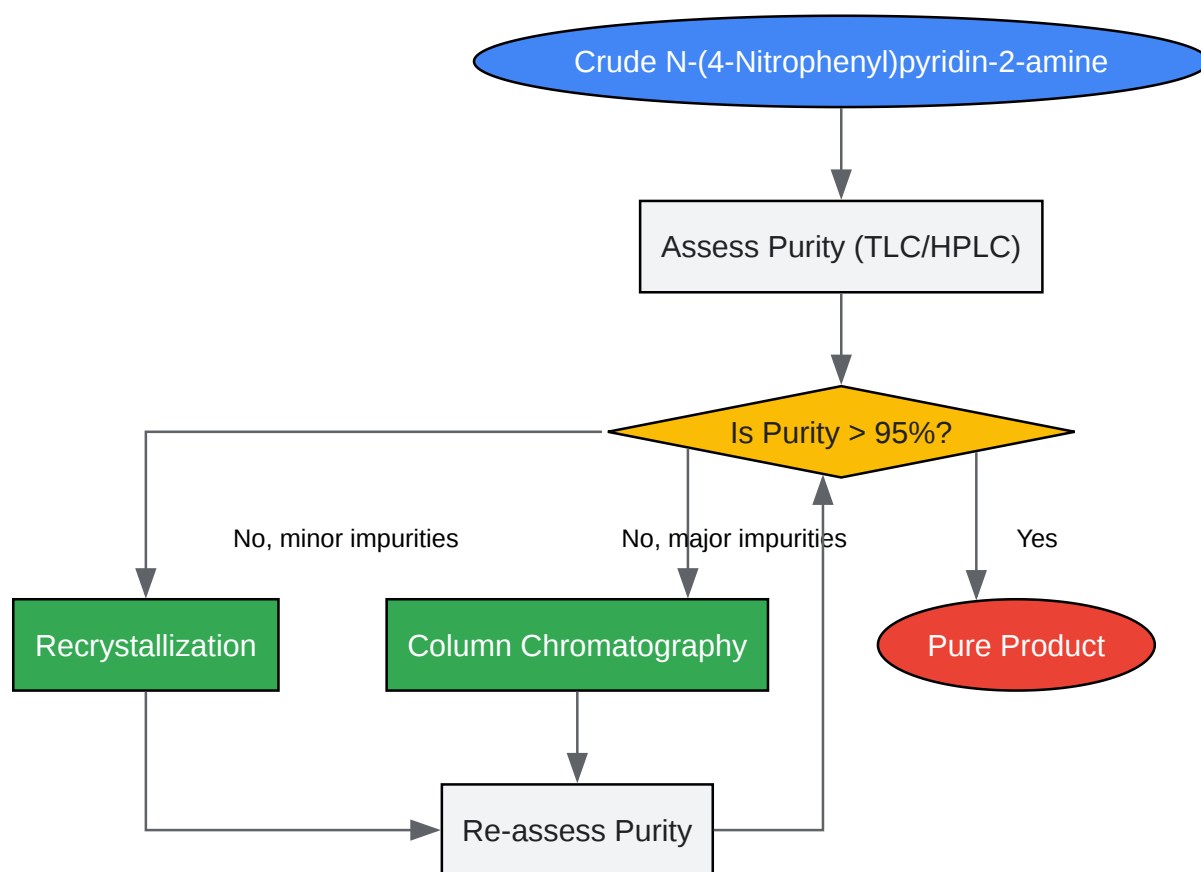 Crude N-(4-Nitrophenyl)pyridin-2-amine
Assess Purity (TLC/HPLC)
Is Purity > 95%?
No, minor impurities
No, major impurities
Yes
Recrystallization
Column Chromatography
Pure Product
Re-assess Purity